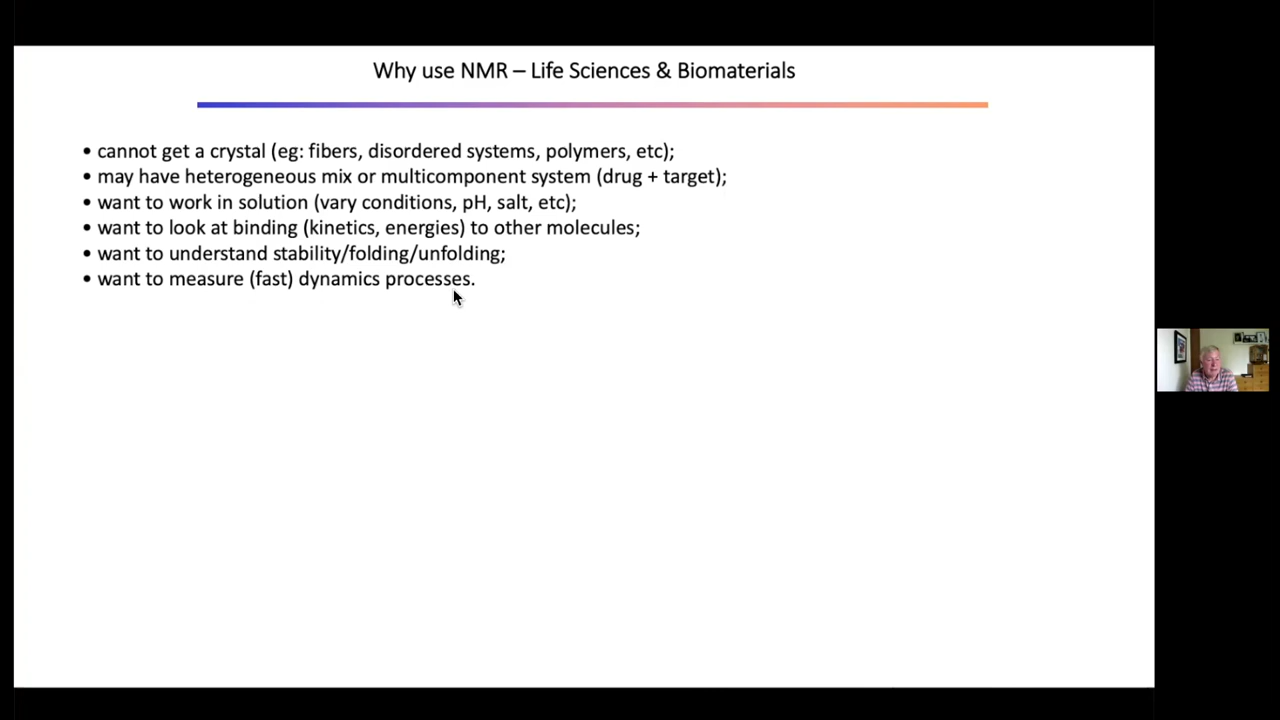 Why use NMR – Life Sciences & Biomaterials
• cannot get a crystal (eg: fibers, disordered systems, polymers, etc);
• may have heterogeneous mix or multicomponent system (drug + target);
• want to work in solution (vary conditions, pH, salt, etc);
• want to look at binding (kinetics, energies) to other molecules;
• want to understand stability/folding/unfolding;
• want to measure (fast) dynamics processes.